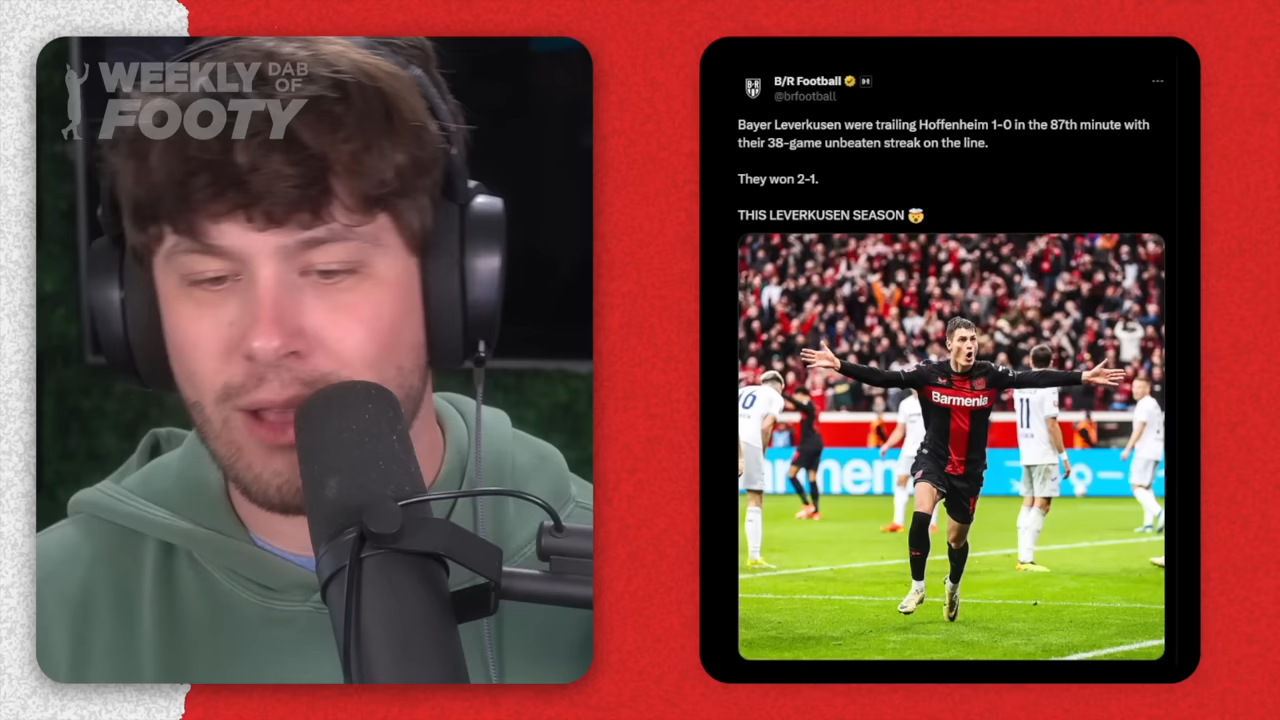 WEEKLY DAB
OF
FOOTY
B/R Football
@brfootball
Bayer Leverkusen were trailing Hoffenheim 1-0 in the 87th minute with
their 38-game unbeaten streak on the line.
They won 2-1.
THIS LEVERKUSEN SEASON 🤯
Barmenia
11